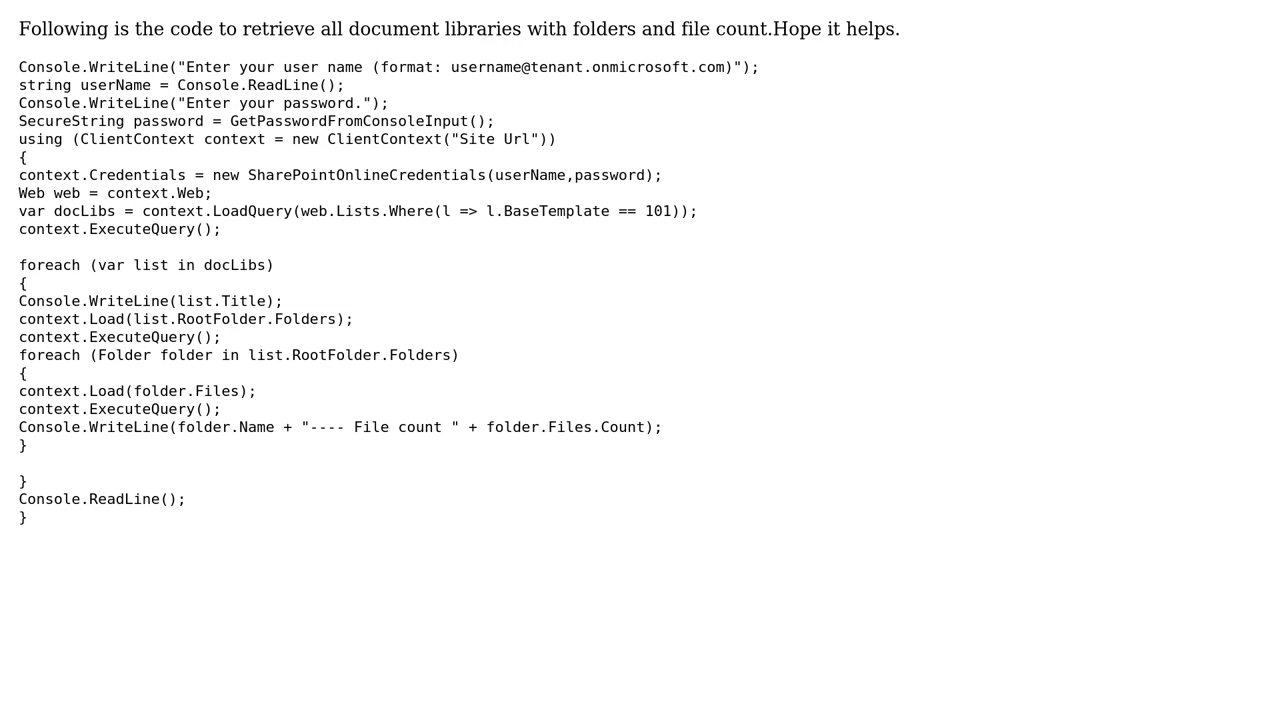 Following is the code to retrieve all document libraries with folders and file count.Hope it helps.
Console.WriteLine("Enter your user name (format: username@tenant.onmicrosoft.com)");
string userName = Console.ReadLine();
Console.WriteLine("Enter your password.");
SecureString password = GetPasswordFromConsoleInput();
using (ClientContext context = new ClientContext("Site Url"))
{
context.Credentials = new SharePointOnlineCredentials(userName,password);
Web web = context.Web;
var docLibs = context.LoadQuery(web.Lists.Where(l => l.BaseTemplate == 101));
context.ExecuteQuery();

foreach (var list in docLibs)
{
Console.WriteLine(list.Title);
context.Load(list.RootFolder.Folders);
context.ExecuteQuery();
foreach (Folder folder in list.RootFolder.Folders)
{
context.Load(folder.Files);
context.ExecuteQuery();
Console.WriteLine(folder.Name + "---- File count " + folder.Files.Count);
}

}
Console.ReadLine();
}